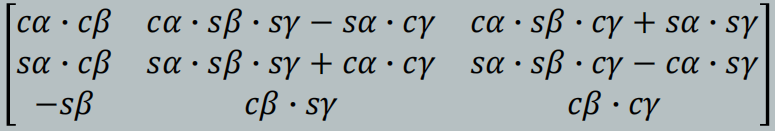 cα · cβ cα · sβ · sγ − sα · cγ cα · sβ · cγ + sα · sγ
sα · cβ sα · sβ · sγ + cα · cγ sα · sβ · cγ − cα · sγ
−sβ cβ · sγ cβ · cγ